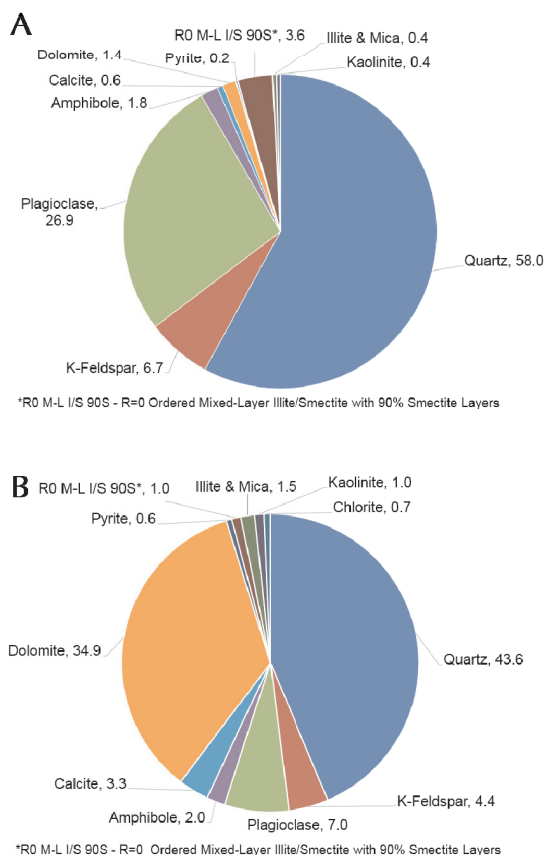 A
R0 M-L I/S 90S*, 3.6
Illite & Mica, 0.4
Dolomite, 1.4
Pyrite, 0.2
Kaolinite, 0.4
Calcite, 0.6
Amphibole, 1.8
Plagioclase,
26.9
Quartz, 58.0
K-Feldspar, 6.7
*R0 M-L I/S 90S - R=0 Ordered Mixed-Layer Illite/Smectite with 90% Smectite Layers
B
R0 M-L I/S 90S*, 1.0
Illite & Mica, 1.5
Kaolinite, 1.0
Pyrite, 0.6
Chlorite, 0.7
Dolomite, 34.9
Quartz, 43.6
Calcite, 3.3
K-Feldspar, 4.4
Amphibole, 2.0
Plagioclase, 7.0
*R0 M-L I/S 90S - R=0 Ordered Mixed-Layer Illite/Smectite with 90% Smectite Layers